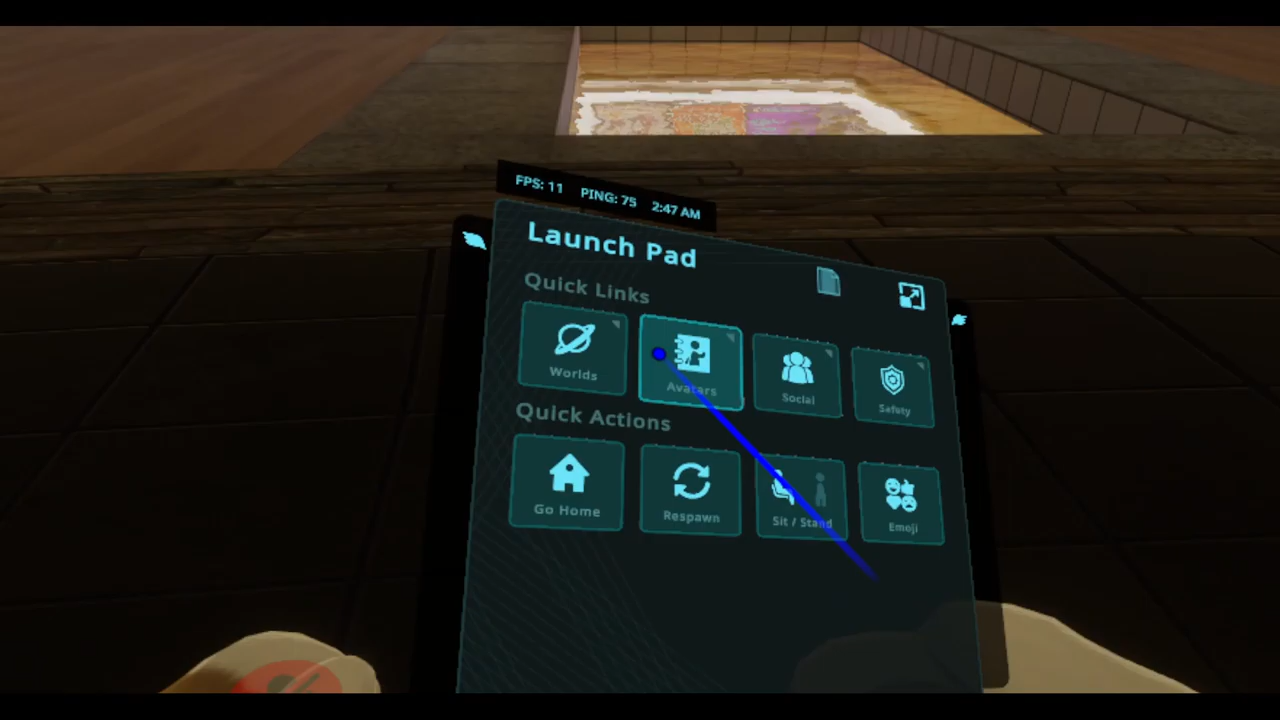 FPS: 11 PING: 75 2:47 AM
Launch Pad
Quick Links
Worlds Avatars Social Safety
Quick Actions
Go Home Respawn Sit / Stand Emoji